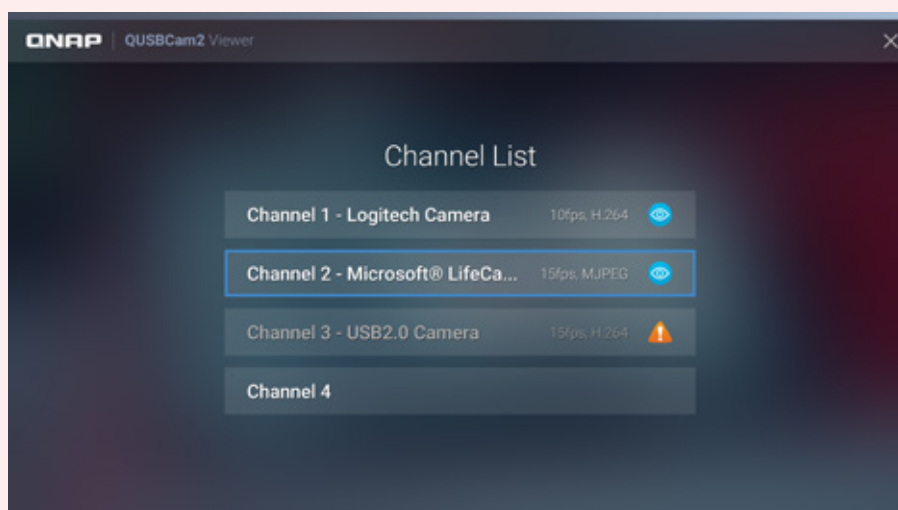 QNAP | QUSBCam2 Viewer
Channel List
Channel 1 - Logitech Camera 10fps, H.264
Channel 2 - Microsoft® LifeCa... 15fps, MJPEG
Channel 3 - USB2.0 Camera 15fps, H.264
Channel 4